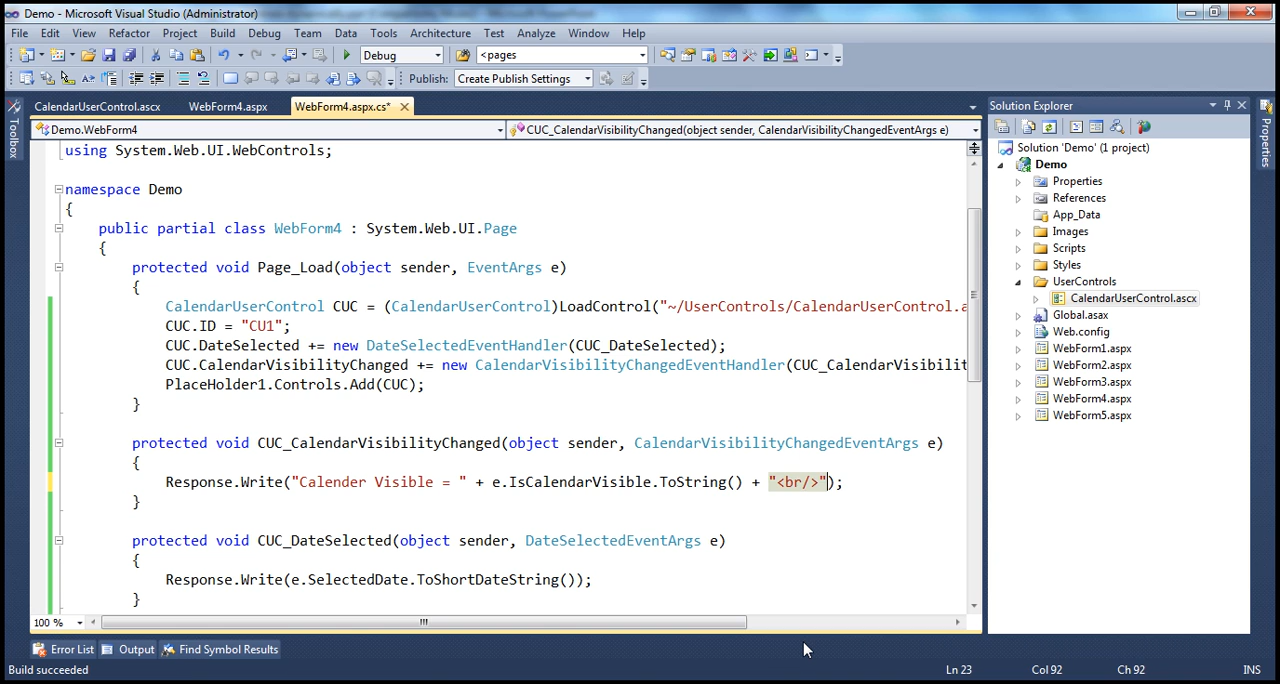 Demo - Microsoft Visual Studio (Administrator)
File Edit View Refactor Project Build Debug Team Data Tools Architecture Test Analyze Window Help
Debug <pages
Publish: Create Publish Settings
CalendarUserControl.ascx WebForm4.aspx WebForm4.aspx.cs*
Demo.WebForm4 CUC_CalendarVisibilityChanged(object sender, CalendarVisibilityChangedEventArgs e)
Toolbox
using System.Web.UI.WebControls;
namespace Demo
{
public partial class WebForm4 : System.Web.UI.Page
{
protected void Page_Load(object sender, EventArgs e)
{
CalendarUserControl CUC = (CalendarUserControl)LoadControl("~/UserControls/CalendarUserControl.a
CUC.ID = "CU1";
CUC.DateSelected += new DateSelectedEventHandler(CUC_DateSelected);
CUC.CalendarVisibilityChanged += new CalendarVisibilityChangedEventHandler(CUC_CalendarVisibilit
PlaceHolder1.Controls.Add(CUC);
}
protected void CUC_CalendarVisibilityChanged(object sender, CalendarVisibilityChangedEventArgs e)
{
Response.Write("Calender Visible = " + e.IsCalendarVisible.ToString() + "<br/>");
}
protected void CUC_DateSelected(object sender, DateSelectedEventArgs e)
{
Response.Write(e.SelectedDate.ToShortDateString());
}
100 %
Solution Explorer
Solution 'Demo' (1 project)
Demo
Properties
References
App_Data
Images
Scripts
Styles
UserControls
CalendarUserControl.ascx
Global.asax
Web.config
WebForm1.aspx
WebForm2.aspx
WebForm3.aspx
WebForm4.aspx
WebForm5.aspx
Properties
Error List Output Find Symbol Results
Build succeeded Ln 23 Col 92 Ch 92 INS